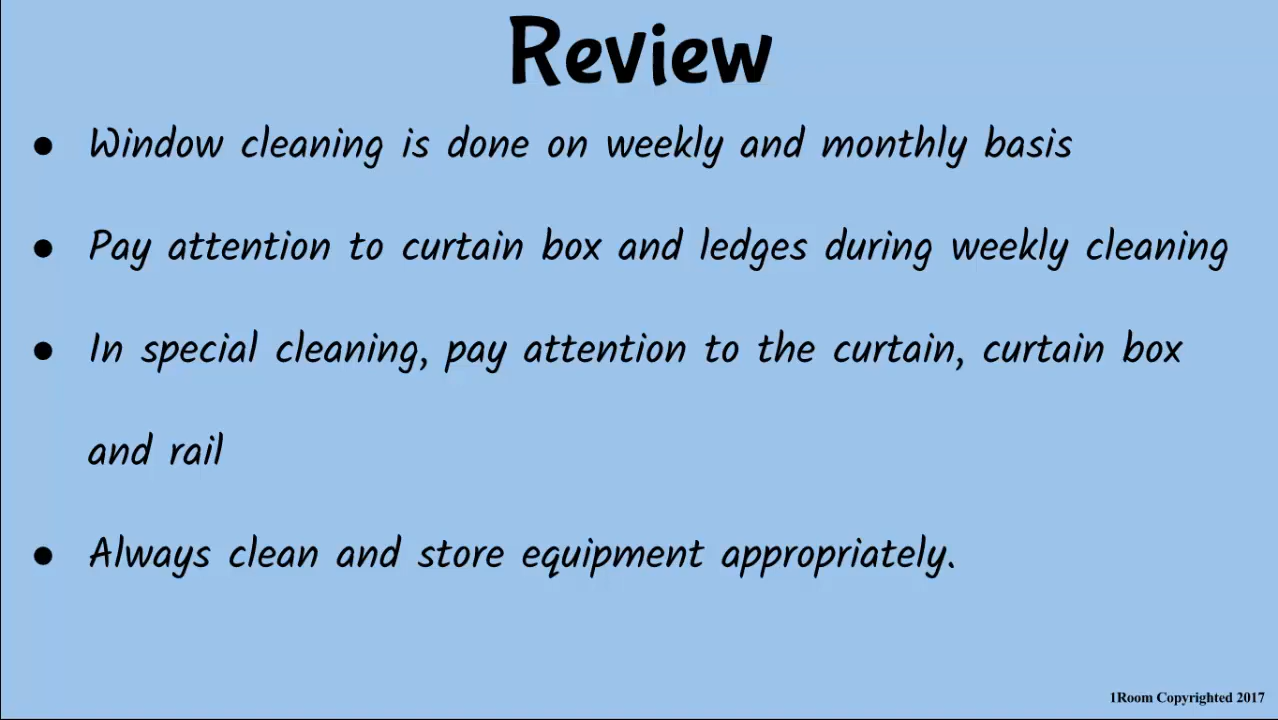 Review
● Window cleaning is done on weekly and monthly basis
● Pay attention to curtain box and ledges during weekly cleaning
● In special cleaning, pay attention to the curtain, curtain box
and rail
● Always clean and store equipment appropriately.
1Room Copyrighted 2017